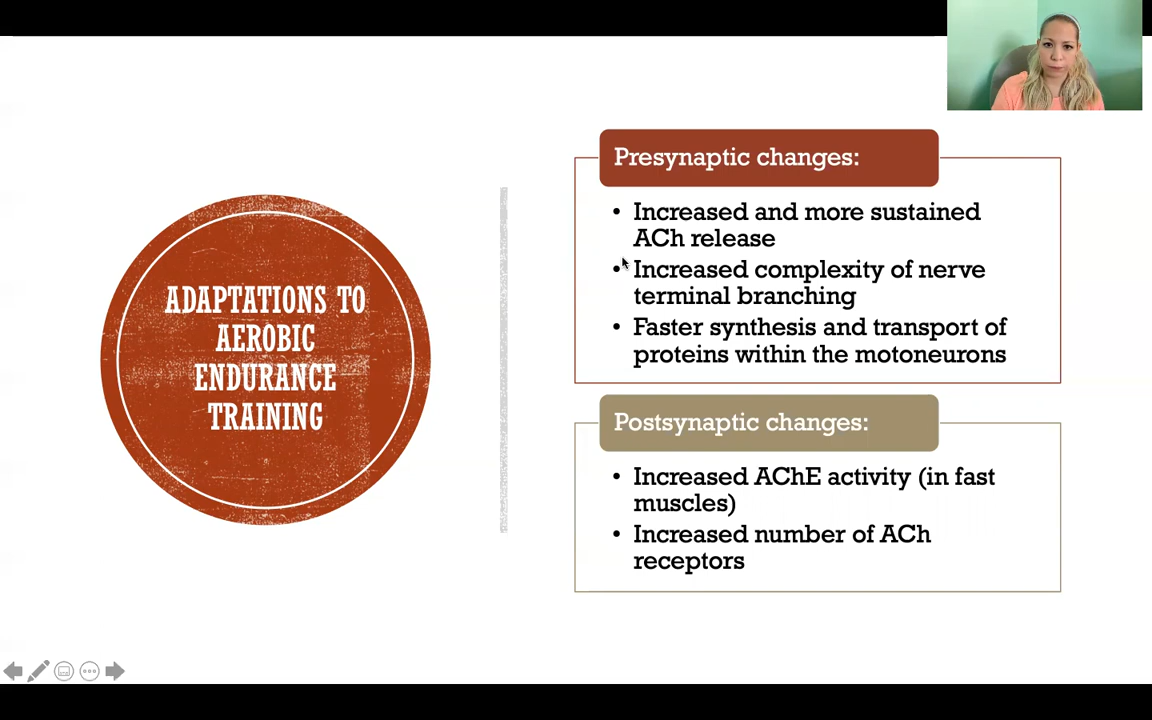 ADAPTATIONS TO
AEROBIC
ENDURANCE
TRAINING
Presynaptic changes:
• Increased and more sustained
ACh release
• Increased complexity of nerve
terminal branching
• Faster synthesis and transport of
proteins within the motoneurons
Postsynaptic changes:
• Increased AChE activity (in fast
muscles)
• Increased number of ACh
receptors